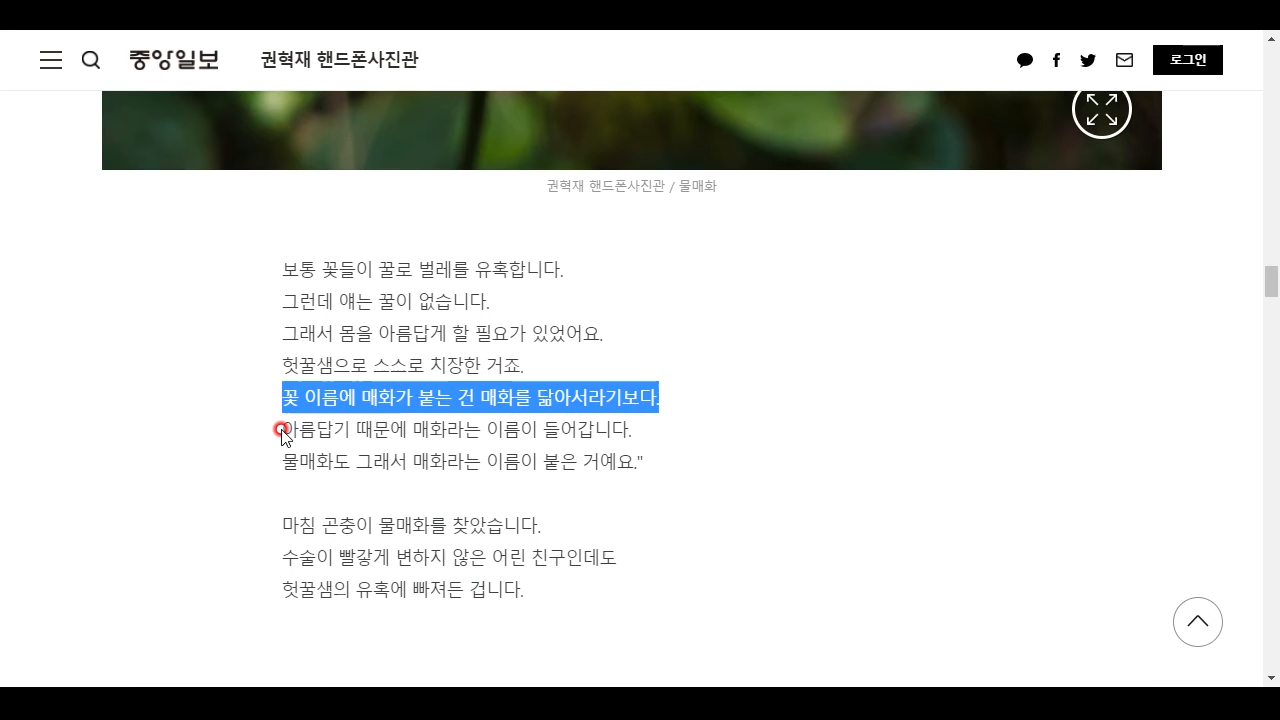 중앙일보 권혁재 핸드폰사진관 로그인
권혁재 핸드폰사진관 / 물매화
보통 꽃들이 꿀로 벌레를 유혹합니다.
그런데 얘는 꿀이 없습니다.
그래서 몸을 아름답게 할 필요가 있었어요.
헛꿀샘으로 스스로 치장한 거죠.
꽃 이름에 매화가 붙는 건 매화를 닮아서라기보다.
아름답기 때문에 매화라는 이름이 들어갑니다.
물매화도 그래서 매화라는 이름이 붙은 거예요."
마침 곤충이 물매화를 찾았습니다.
수술이 빨갛게 변하지 않은 어린 친구인데도
헛꿀샘의 유혹에 빠져든 겁니다.